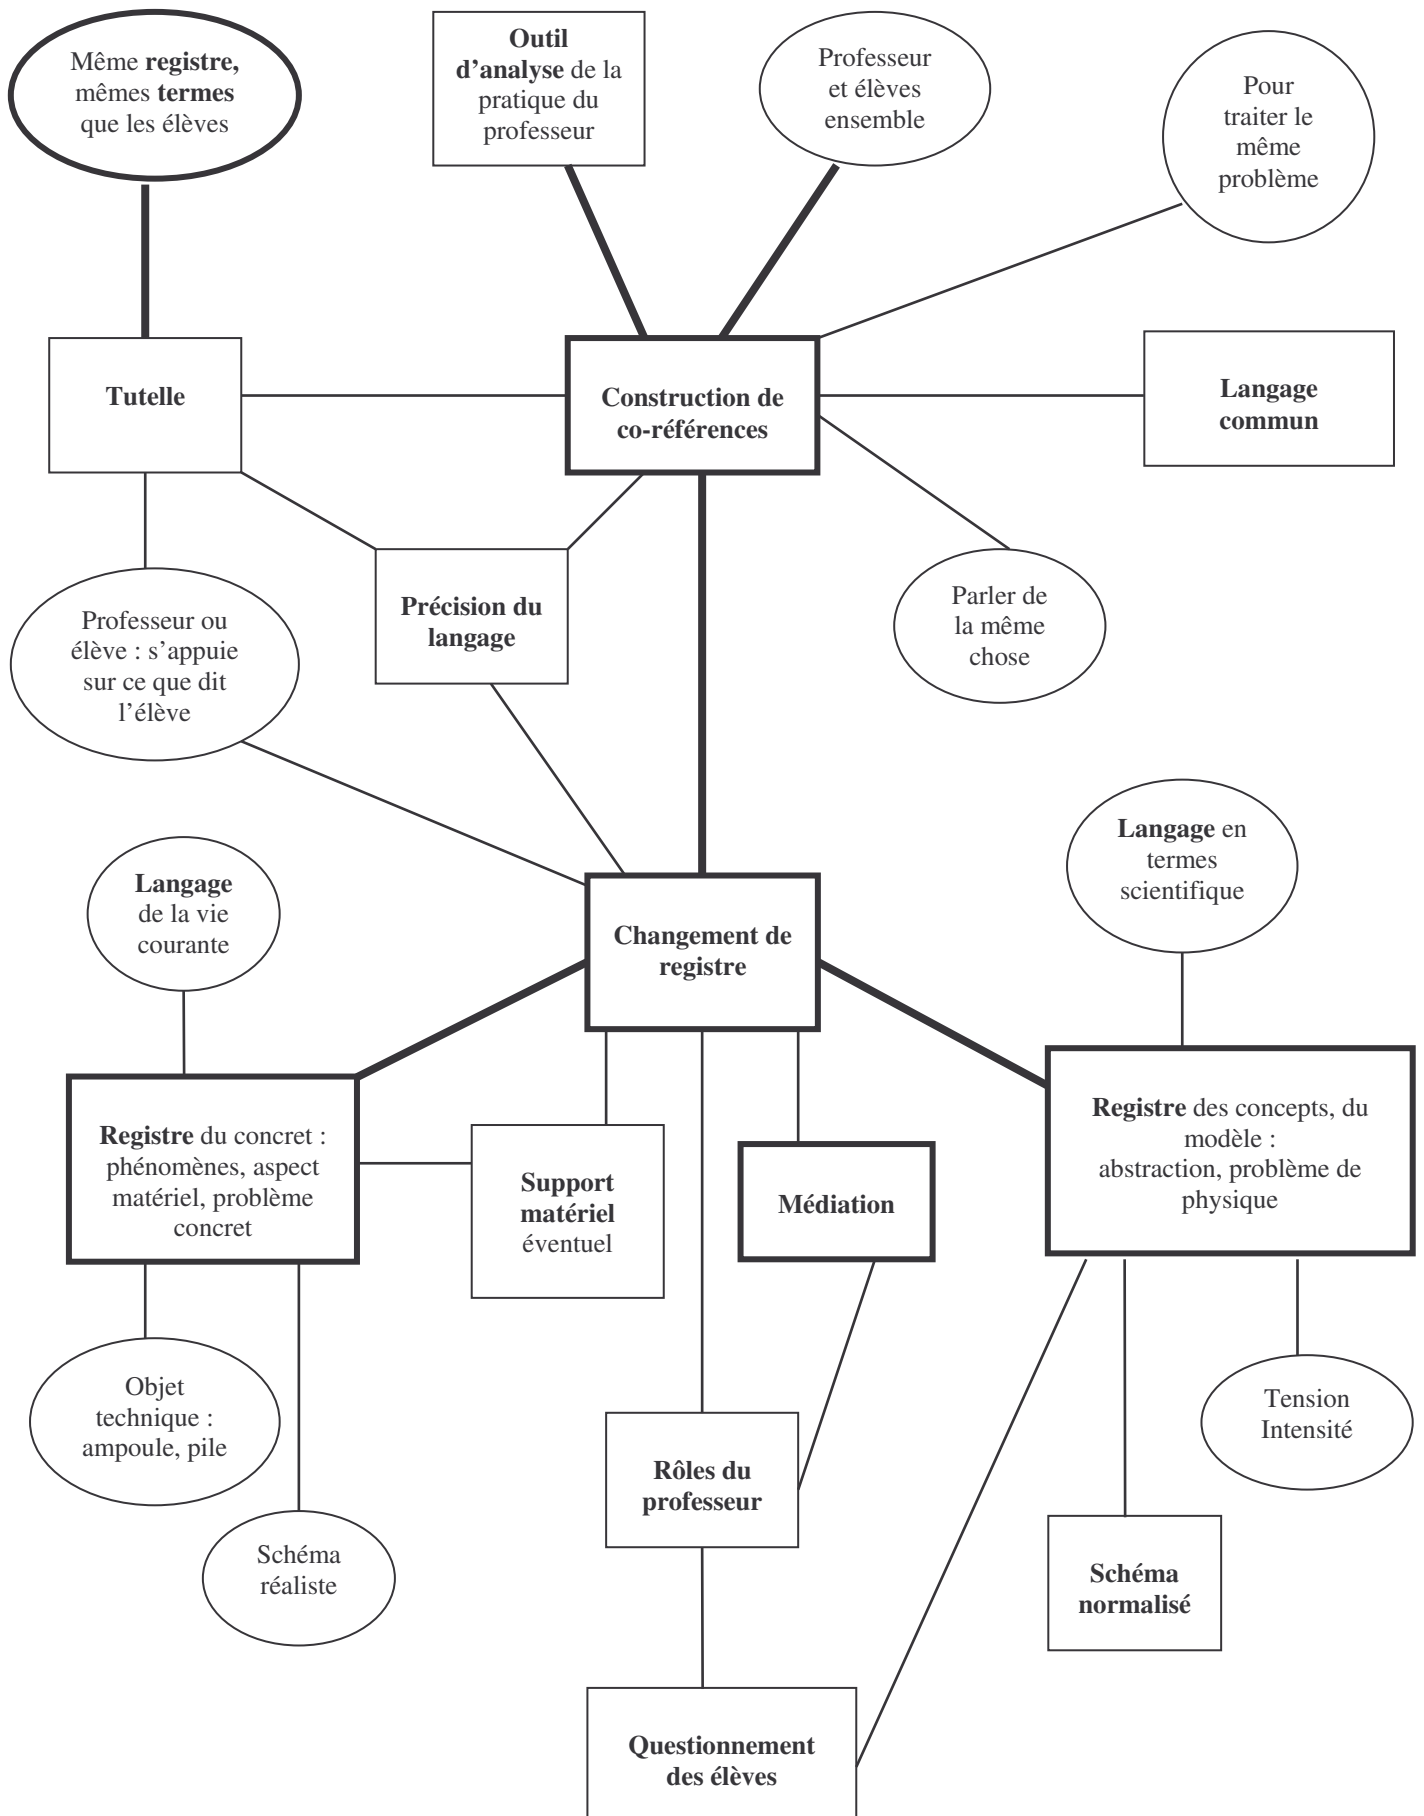 Même registre,
mêmes termes
que les élèves
Outil
d’analyse de la
pratique du
professeur
Professeur
et élèves
ensemble
Pour
traiter le
même
problème
Tutelle
Construction de
co-références
Langage
commun
Professeur ou
élève : s’appuie
sur ce que dit
l’élève
Précision du
langage
Parler de
la même
chose
Langage
de la vie
courante
Changement de
registre
Langage en
termes
scientifique
Registre du concret :
phénomènes, aspect
matériel, problème
concret
Support
matériel
éventuel
Médiation
Registre des concepts, du
modèle :
abstraction, problème de
physique
Objet
technique :
ampoule, pile
Schéma
réaliste
Rôles du
professeur
Tension
Intensité
Schéma
normalisé
Questionnement
des élèves